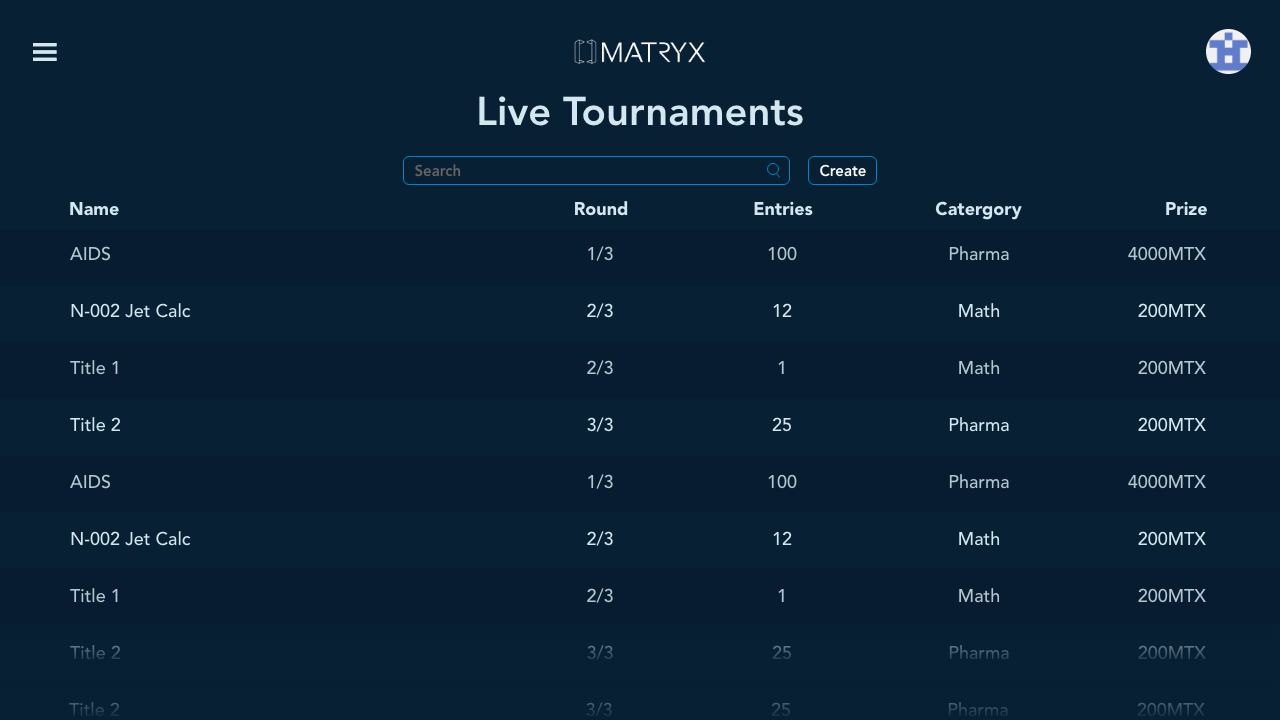 MATRYX
Live Tournaments
Search Create
Name Round Entries Catergory Prize
AIDS 1/3 100 Pharma 4000MTX
N-002 Jet Calc 2/3 12 Math 200MTX
Title 1 2/3 1 Math 200MTX
Title 2 3/3 25 Pharma 200MTX
AIDS 1/3 100 Pharma 4000MTX
N-002 Jet Calc 2/3 12 Math 200MTX
Title 1 2/3 1 Math 200MTX
Title 2 3/3 25 Pharma 200MTX
Title 2 3/3 25 Pharma 200MTX